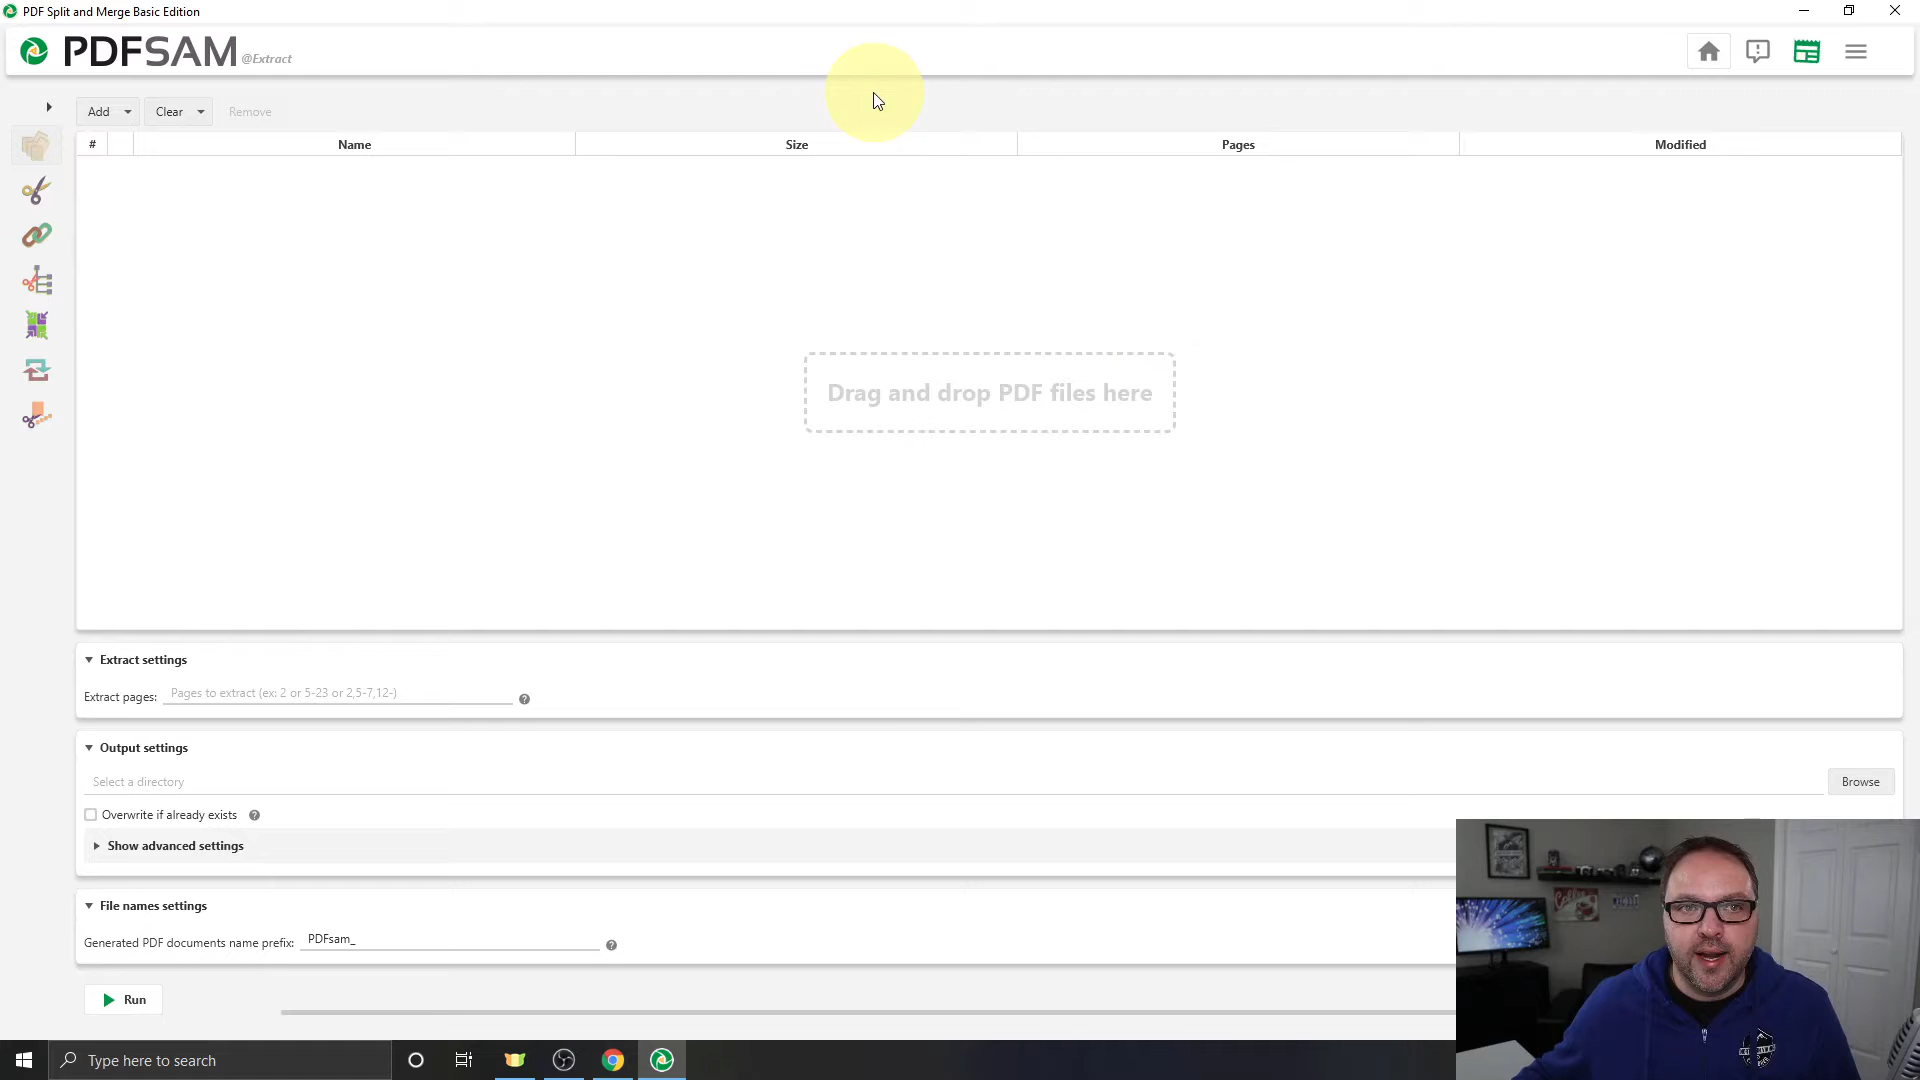 PDF Split and Merge Basic Edition
PDFSAM @Extract
Add Clear Remove
# Name Size Pages Modified
Drag and drop PDF files here
Extract settings
Extract pages: Pages to extract (ex: 2 or 5-23 or 2,5-7,12-)
Output settings
Select a directory Browse
Overwrite if already exists
Show advanced settings
File names settings
Generated PDF documents name prefix: PDFsam_
Run
Type here to search